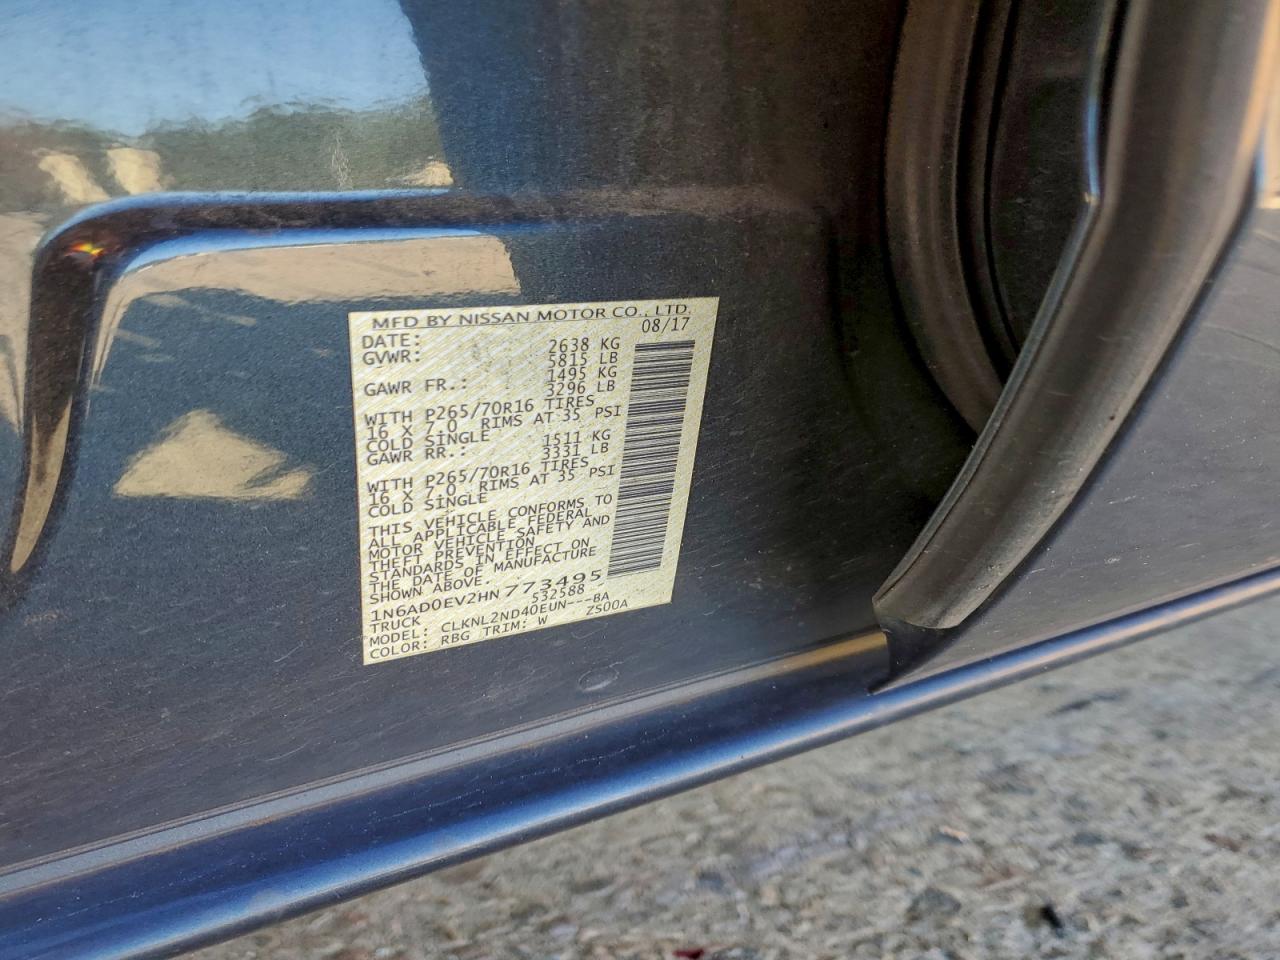 MFD BY NISSAN MOTOR CO., LTD.
DATE: 08/17
GVWR: 2638 KG
5815 LB
GAWR FR.: 1495 KG
3296 LB
WITH P265/70R16 TIRES
16 X 7.0 RIMS AT 35 PSI
COLD SINGLE
GAWR RR.: 1511 KG
3331 LB
WITH P265/70R16 TIRES
16 X 7.0 RIMS AT 35 PSI
COLD SINGLE
THIS VEHICLE CONFORMS TO
ALL APPLICABLE FEDERAL
MOTOR VEHICLE SAFETY AND
THEFT PREVENTION
STANDARDS IN EFFECT ON
THE DATE OF MANUFACTURE
SHOWN ABOVE.
1N6AD0EV2HN773495
TRUCK 532588
MODEL: CLKNL2ND40EUN---BA
COLOR: RBG TRIM: W ZS00A